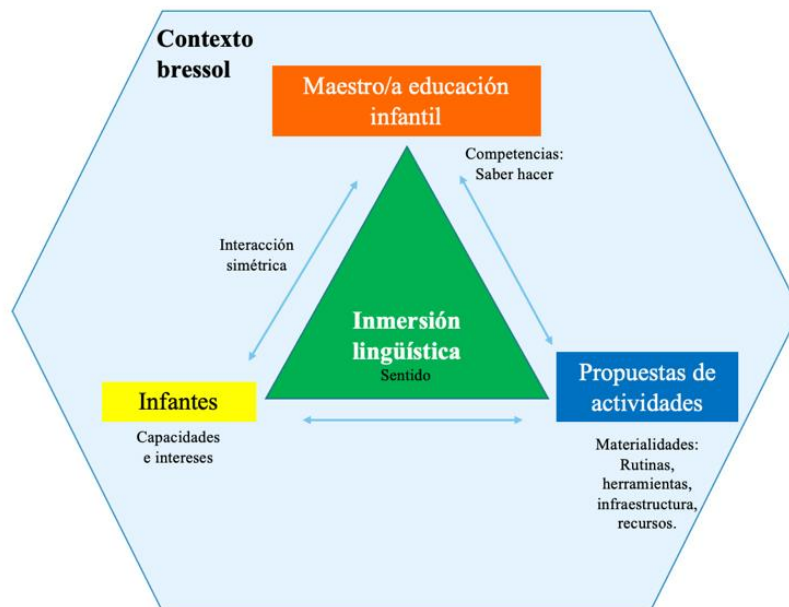 Contexto
bressol
Maestro/a educación
infantil
Competencias:
Saber hacer
Interacción
simétrica
Inmersión
lingüística
Sentido
Infantes
Capacidades
e intereses
Propuestas de
actividades
Materialidades:
Rutinas,
herramientas,
infraestructura,
recursos.